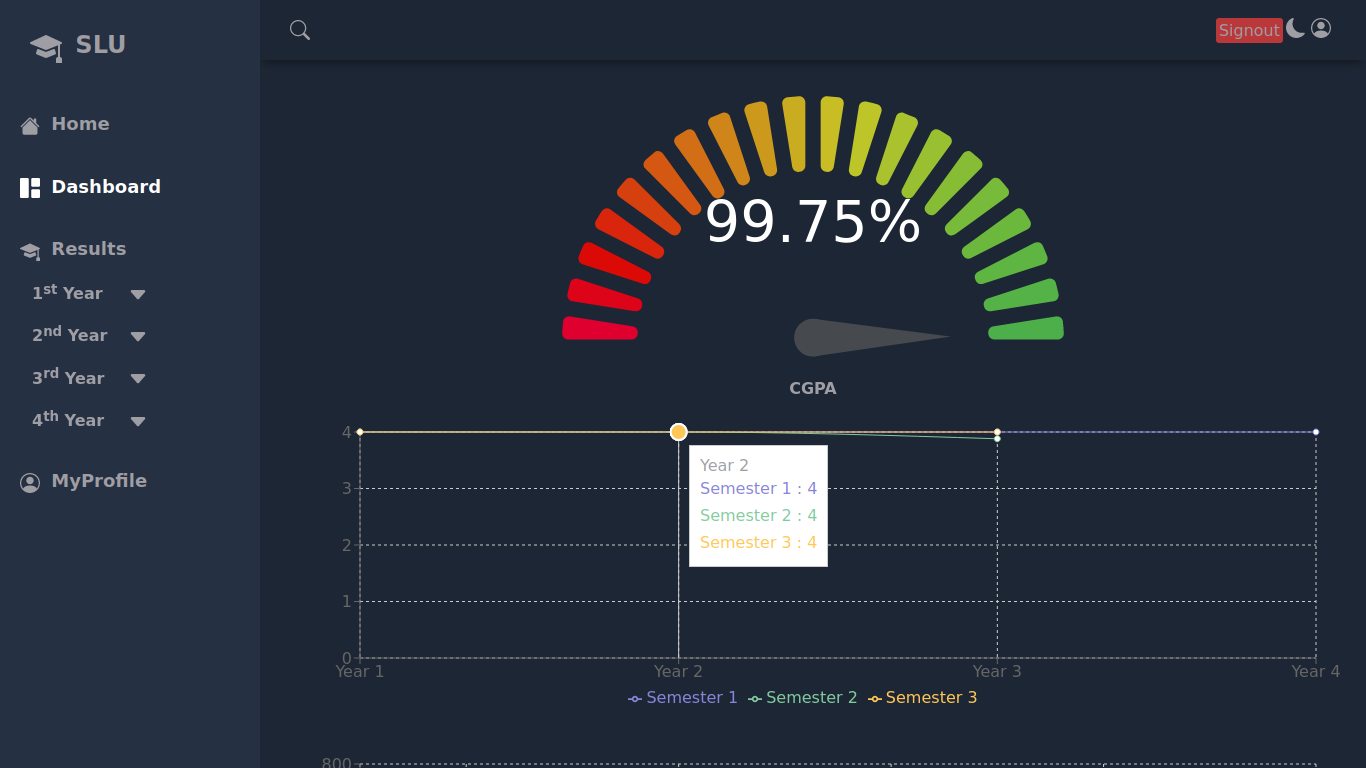 SLU
Signout
Home
Dashboard
Results
1st Year
2nd Year
3rd Year
4th Year
MyProfile
99.75%
CGPA
4
3
2
1
0
Year 2
Semester 1 : 4
Semester 2 : 4
Semester 3 : 4
Year 1 Year 2 Year 3 Year 4
Semester 1 Semester 2 Semester 3
800